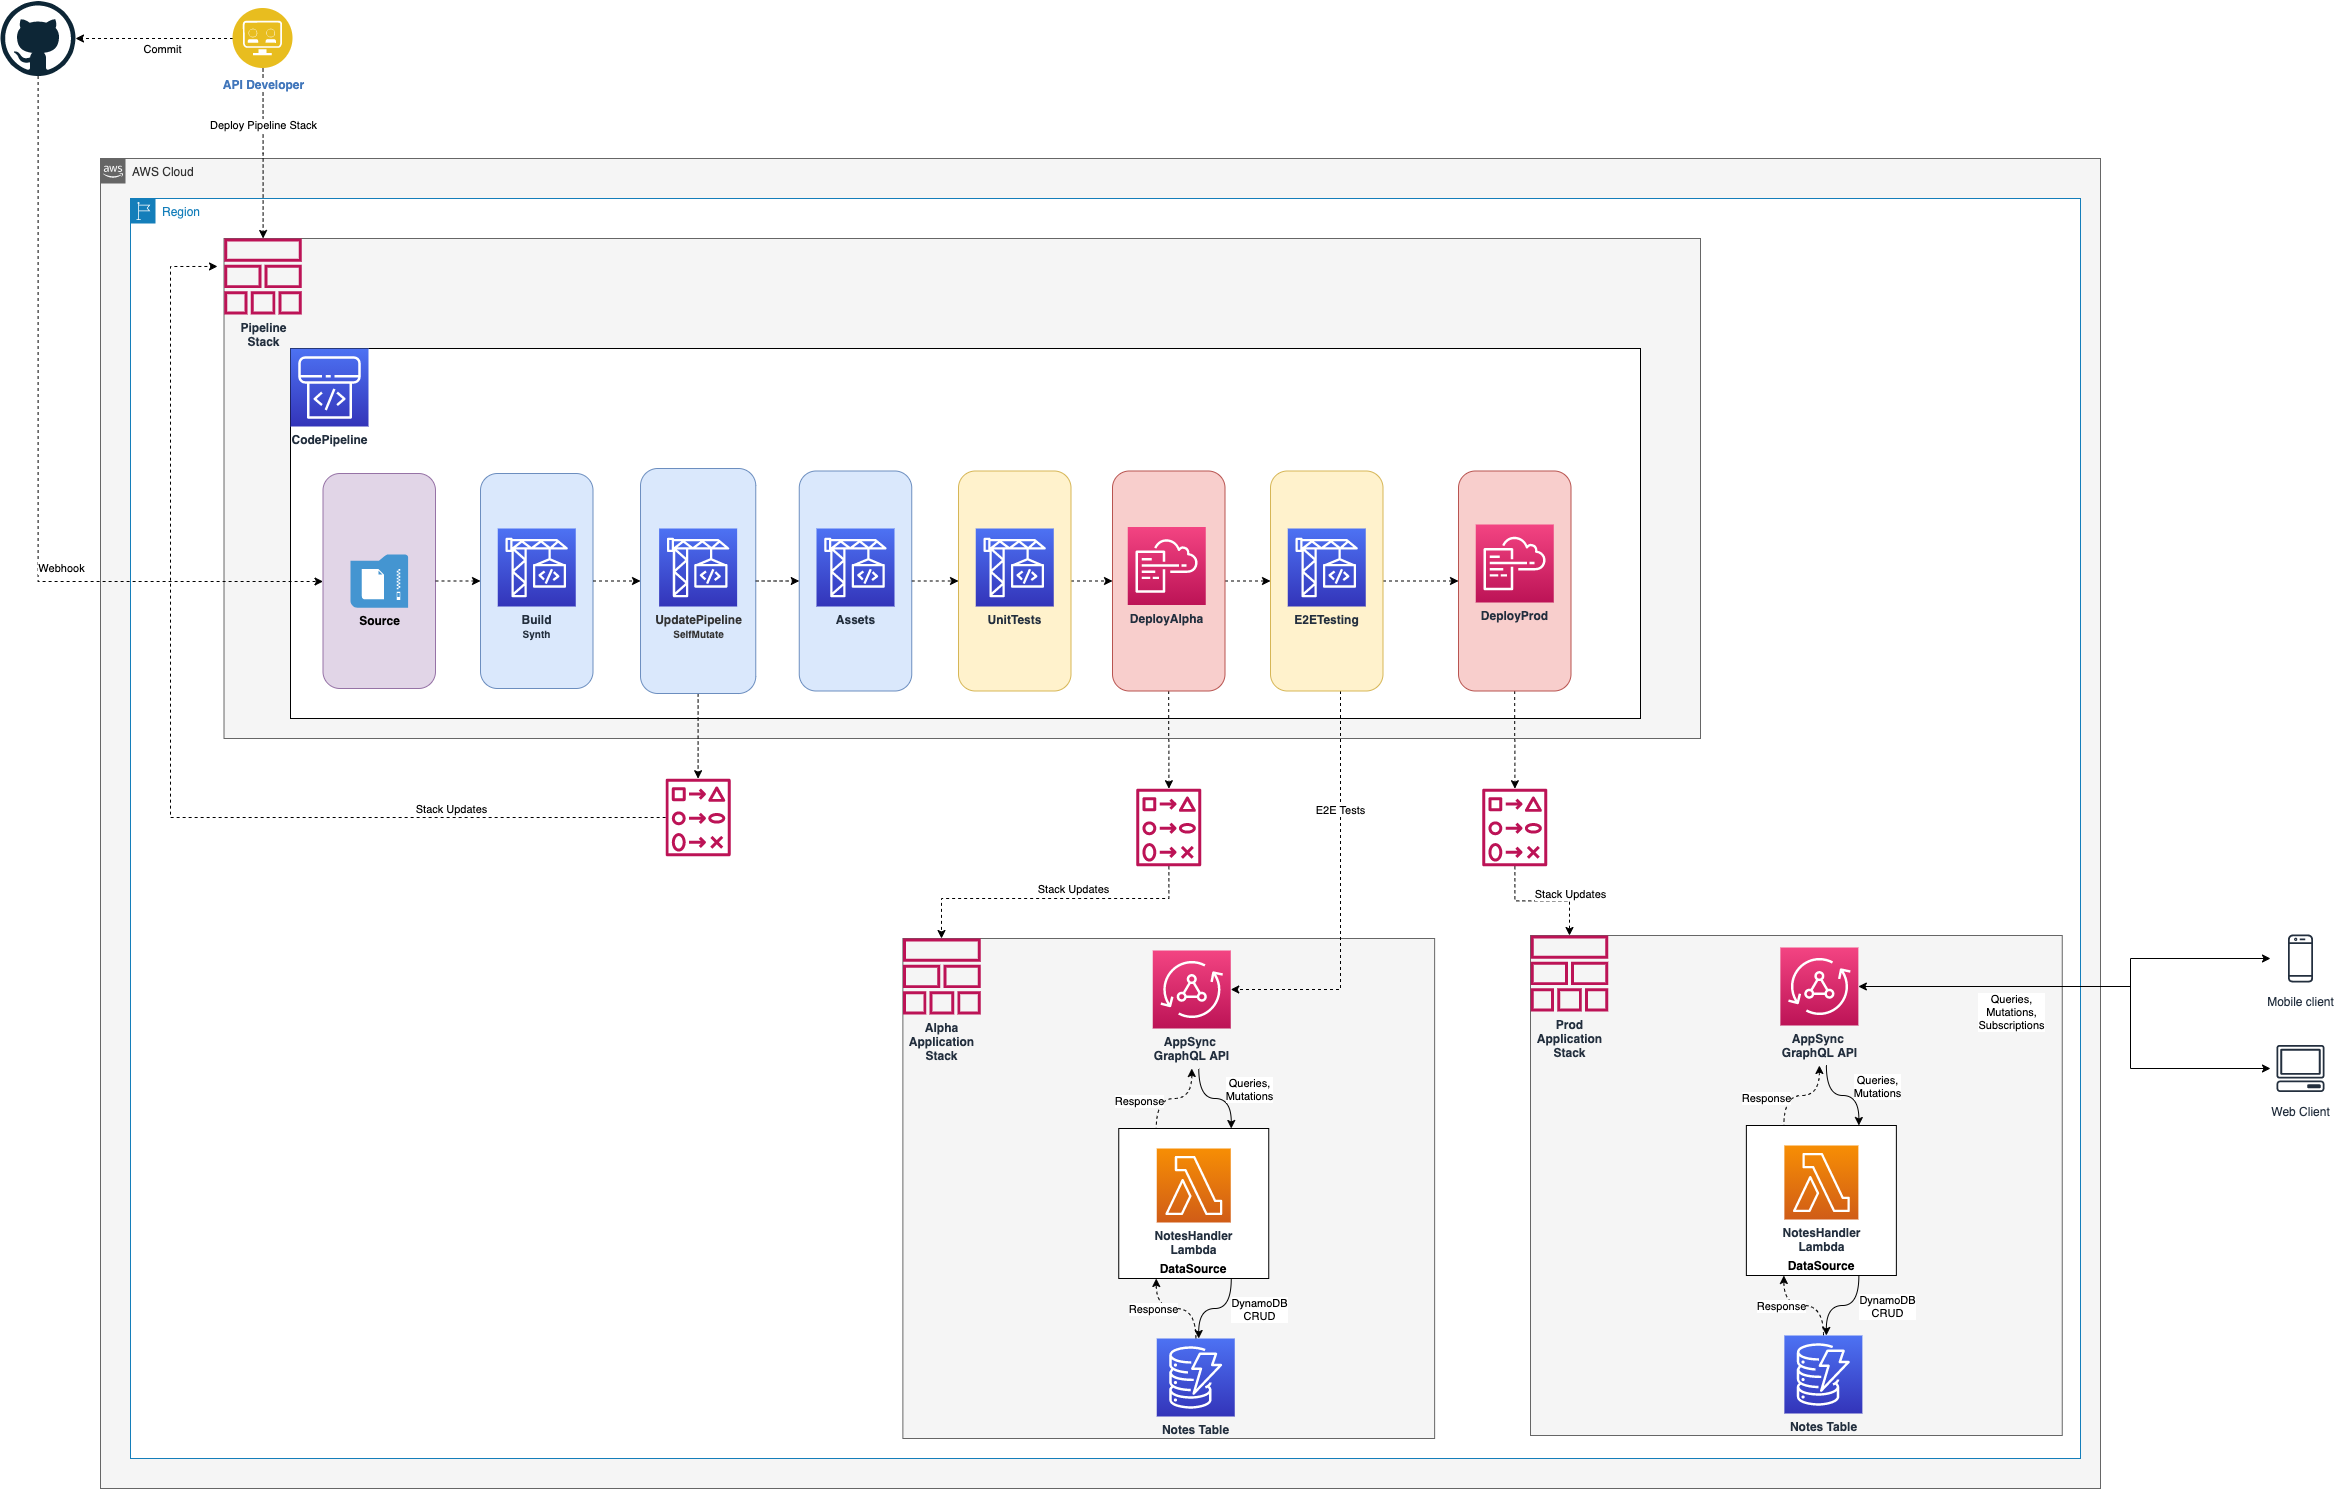 Commit
API Developer
Deploy Pipeline Stack
aws
AWS Cloud
Region
Pipeline
Stack
</>
CodePipeline
Webhook
Source
</>
Build
Synth
</>
UpdatePipeline
SelfMutate
</>
Assets
</>
UnitTests
DeployAlpha
</>
E2ETesting
DeployProd
Stack Updates
E2E Tests
Stack Updates
Stack Updates
Alpha
Application
Stack
AppSync
GraphQL API
Response
Queries,
Mutations
NotesHandler
Lambda
DataSource
Response
DynamoDB
CRUD
Notes Table
Prod
Application
Stack
AppSync
GraphQL API
Response
Queries,
Mutations
NotesHandler
Lambda
DataSource
Response
DynamoDB
CRUD
Notes Table
Queries,
Mutations,
Subscriptions
Mobile client
Web Client